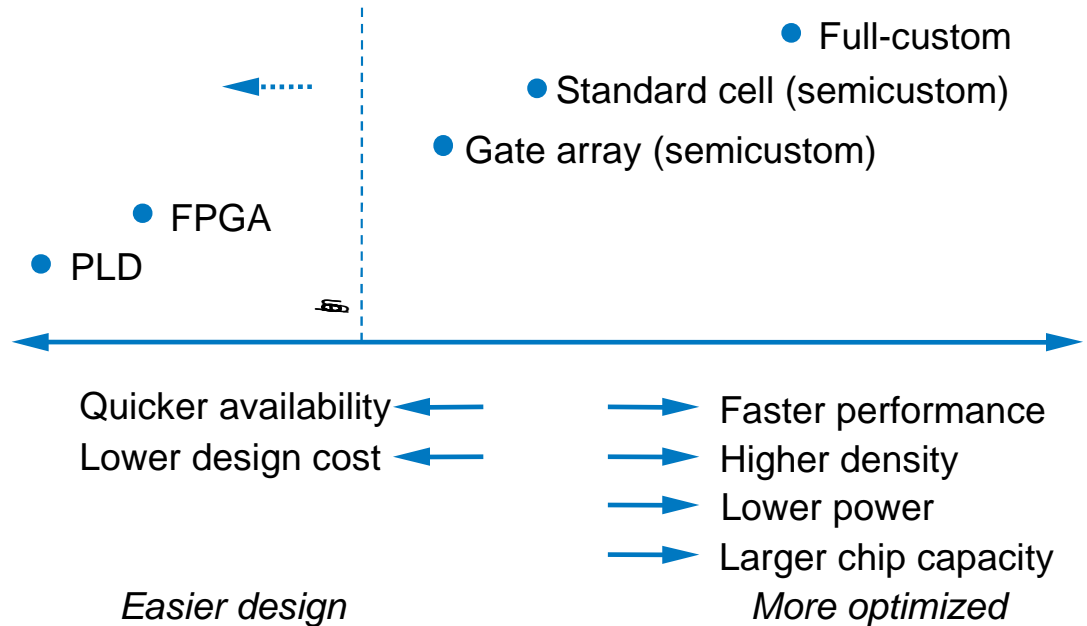 Full-custom
Standard cell (semicustom)
Gate array (semicustom)
FPGA
PLD
Quicker availability
Faster performance
Lower design cost
Higher density
Lower power
Larger chip capacity
Easier design
More optimized